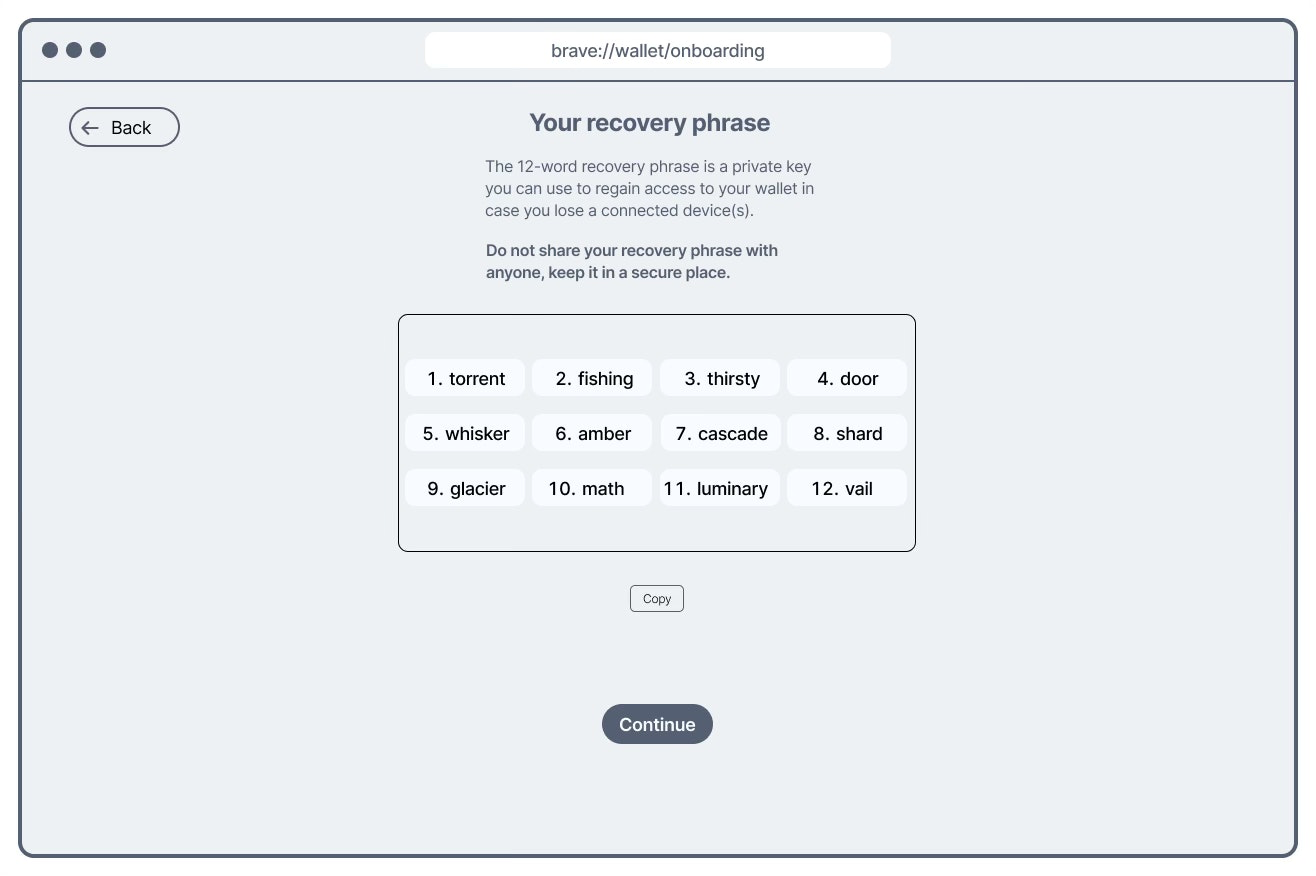 brave://wallet/onboarding
Back
Your recovery phrase
The 12-word recovery phrase is a private key
you can use to regain access to your wallet in
case you lose a connected device(s).
Do not share your recovery phrase with
anyone, keep it in a secure place.
1. torrent 2. fishing 3. thirsty 4. door
5. whisker 6. amber 7. cascade 8. shard
9. glacier 10. math 11. luminary 12. vail
Copy
Continue